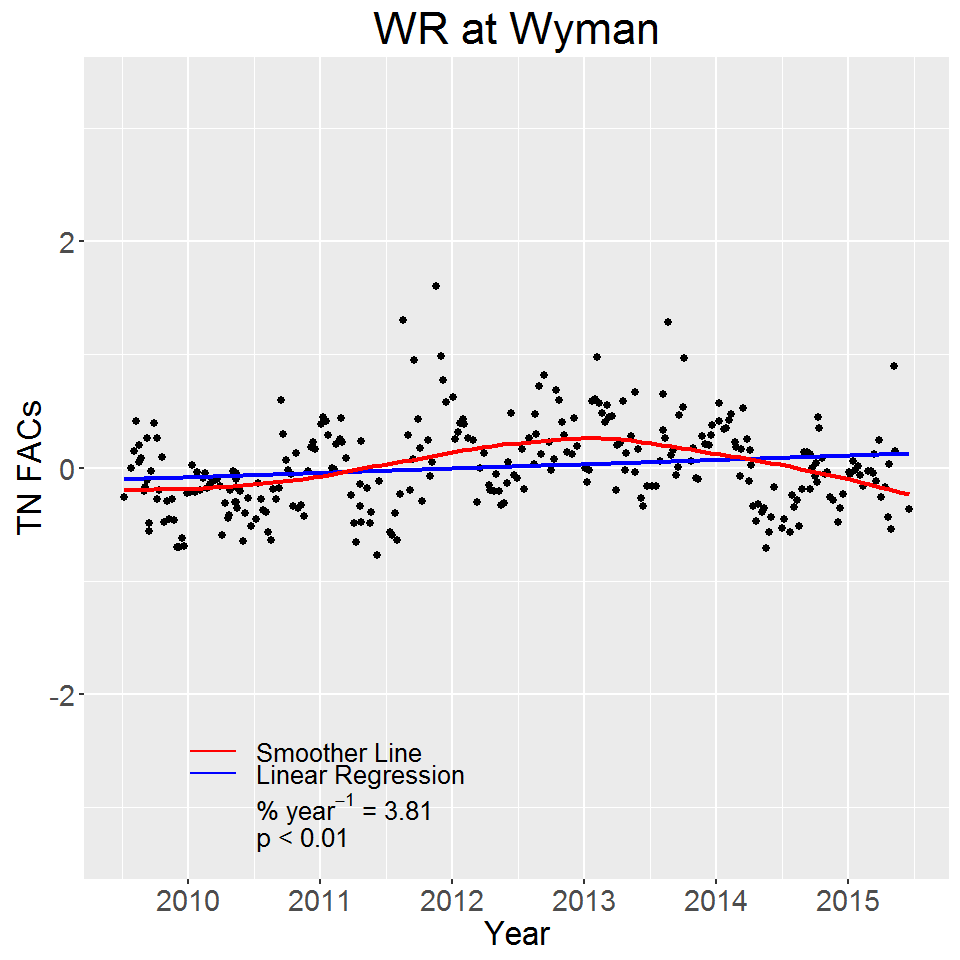 WR at Wyman
TN FACs
2
0
-2
Smoother Line
Linear Regression
% year⁻¹ = 3.81
p < 0.01
2010 2011 2012 2013 2014 2015
Year